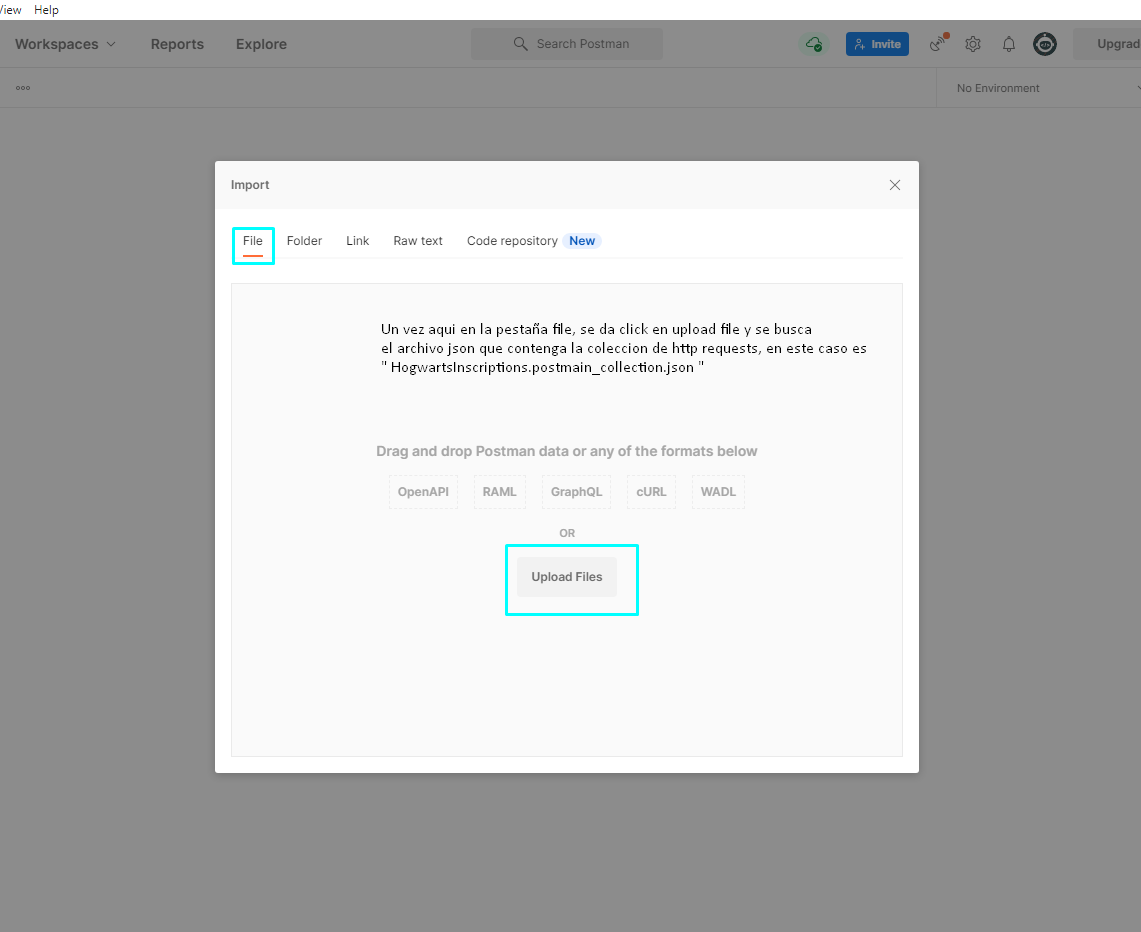 View Help
Workspaces Reports Explore Search Postman Invite Upgrad
No Environment
Import
File Folder Link Raw text Code repository New
Un vez aqui en la pestaña file, se da click en upload file y se busca
el archivo json que contenga la coleccion de http requests, en este caso es
" HogwartsInscriptions.postmain_collection.json "
Drag and drop Postman data or any of the formats below
OpenAPI RAML GraphQL cURL WADL
OR
Upload Files